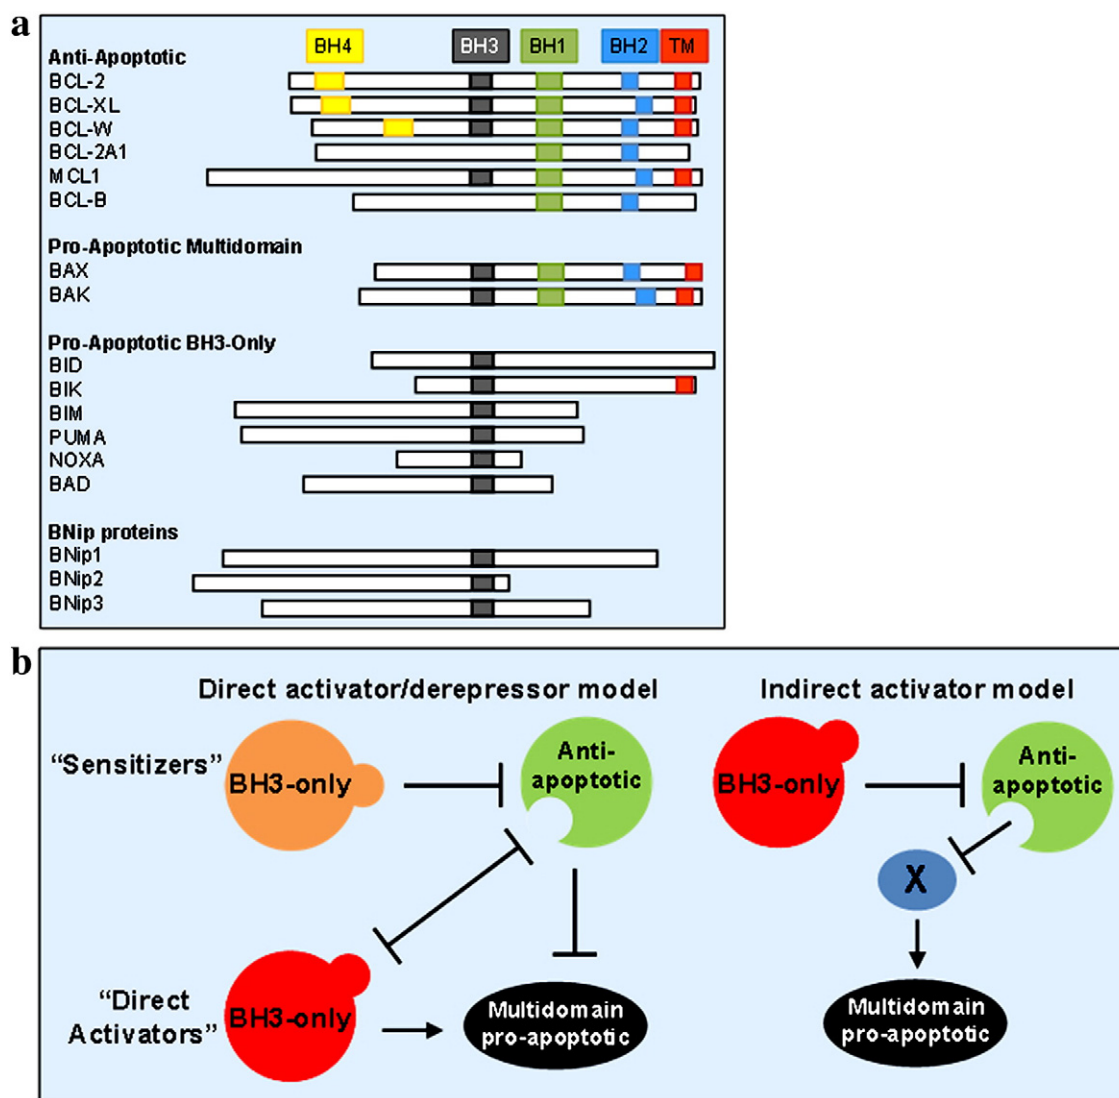 a
BH4 BH3 BH1 BH2 TM
Anti-Apoptotic
BCL-2
BCL-XL
BCL-W
BCL-2A1
MCL1
BCL-B
Pro-Apoptotic Multidomain
BAX
BAK
Pro-Apoptotic BH3-Only
BID
BIK
BIM
PUMA
NOXA
BAD
BNip proteins
BNip1
BNip2
BNip3
b
Direct activator/derepressor model
"Sensitizers"
BH3-only
Anti-
apoptotic
"Direct
Activators"
BH3-only
Multidomain
pro-apoptotic
Indirect activator model
BH3-only
Anti-
apoptotic
X
Multidomain
pro-apoptotic